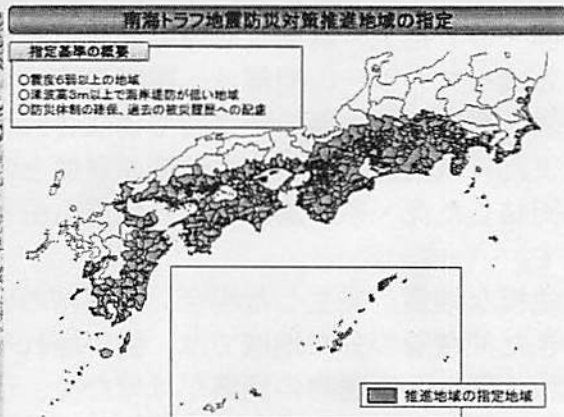 南海トラフ地震防災対策推進地域の指定
指定基準の概要
○震度6弱以上の地域
○津波高3m以上で海岸堤防が低い地域
○防災体制の確保、過去の被災履歴への配慮
推進地域の指定地域